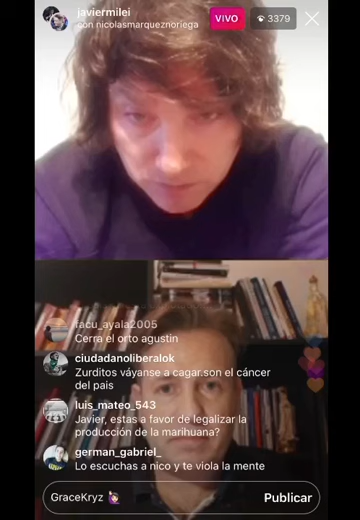 javiermilei
con nicolasmarqueznoriega
VIVO
3379
facu_ayala2005
Cerra el orto agustin
ciudadanoliberalok
Zurditos váyanse a cagar.son el cáncer
del pais
luis_mateo_543
Javier, estas a favor de legalizar la
producción de la marihuana?
german_gabriel_
Lo escuchas a nico y te viola la mente
GraceKryz 🙋🏻‍♀️
Publicar